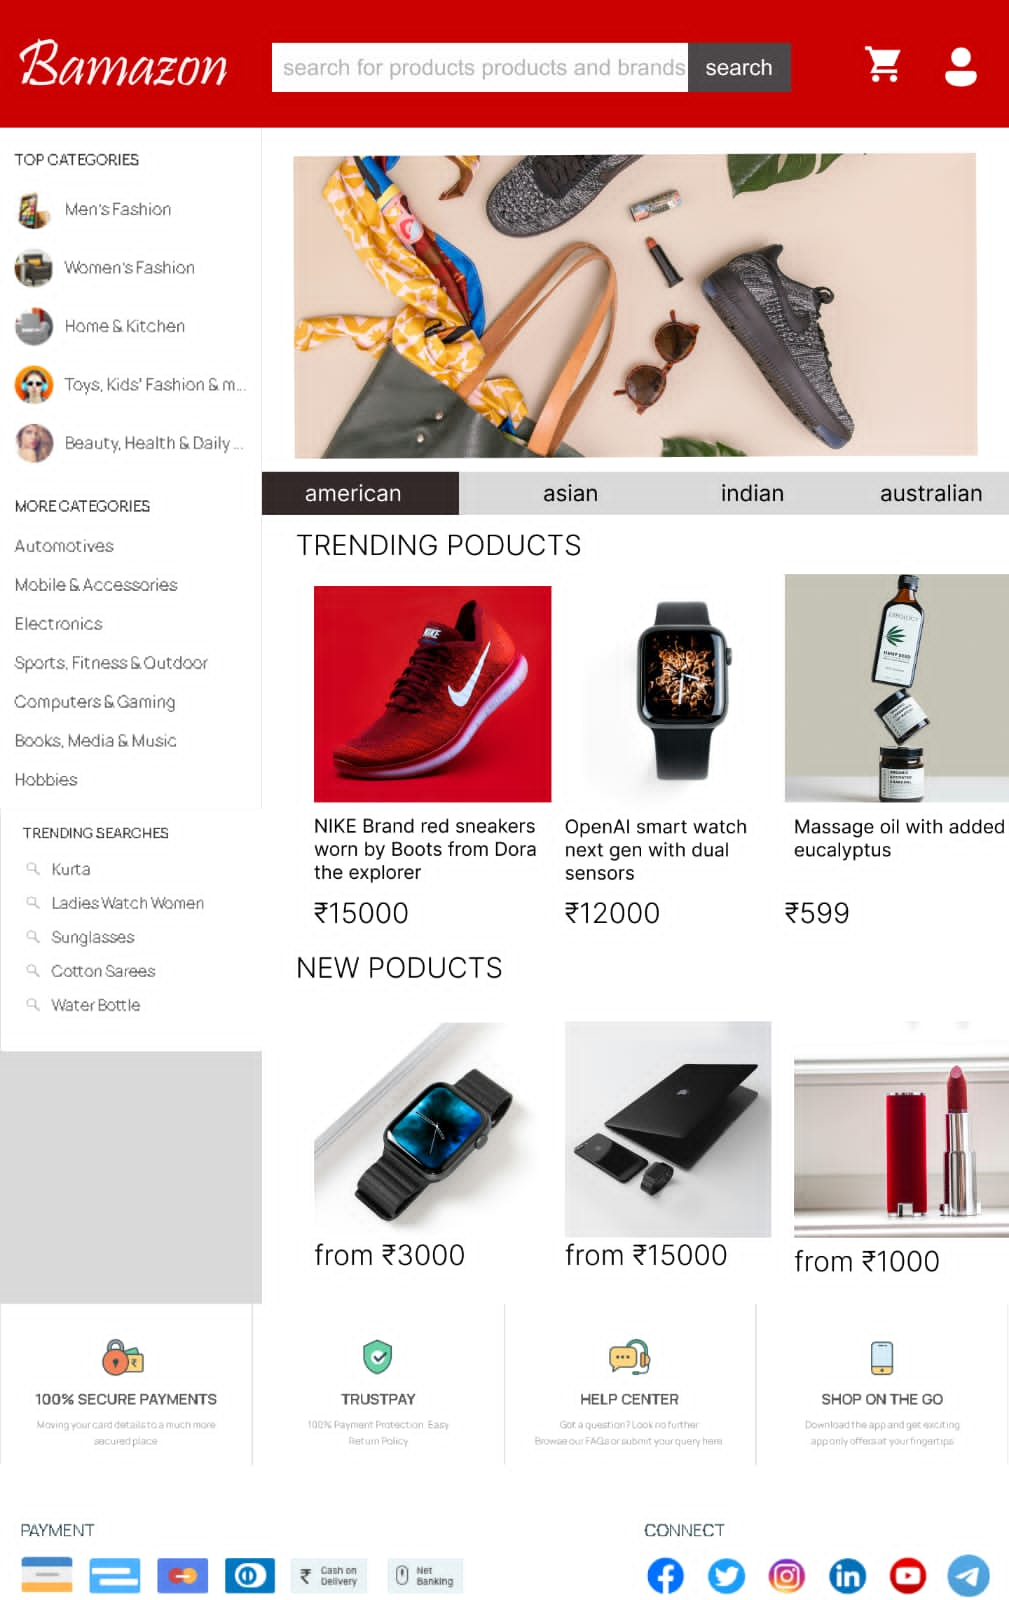 Bamazon
search for products products and brands
search
TOP CATEGORIES
Men's Fashion
Women's Fashion
Home & Kitchen
Toys, Kids' Fashion & m...
Beauty, Health & Daily ...
MORE CATEGORIES
Automotives
Mobile & Accessories
Electronics
Sports, Fitness & Outdoor
Computers & Gaming
Books, Media & Music
Hobbies
TRENDING SEARCHES
Kurta
Ladies Watch Women
Sunglasses
Cotton Sarees
Water Bottle
american
asian
indian
australian
TRENDING PODUCTS
NIKE
NIKE Brand red sneakers
worn by Boots from Dora
the explorer
₹15000
OpenAI smart watch
next gen with dual
sensors
₹12000
Massage oil with added
eucalyptus
₹599
NEW PODUCTS
from ₹3000
from ₹15000
from ₹1000
100% SECURE PAYMENTS
Moving your card details to a much more
secured place
TRUSTPAY
100% Payment Protection. Easy
Return Policy
HELP CENTER
Got a question? Look no further.
Browse our FAQs or submit your query here.
SHOP ON THE GO
Download the app and get exciting
app only offers at your fingertips
PAYMENT
₹ Cash on
Delivery
Net
Banking
CONNECT